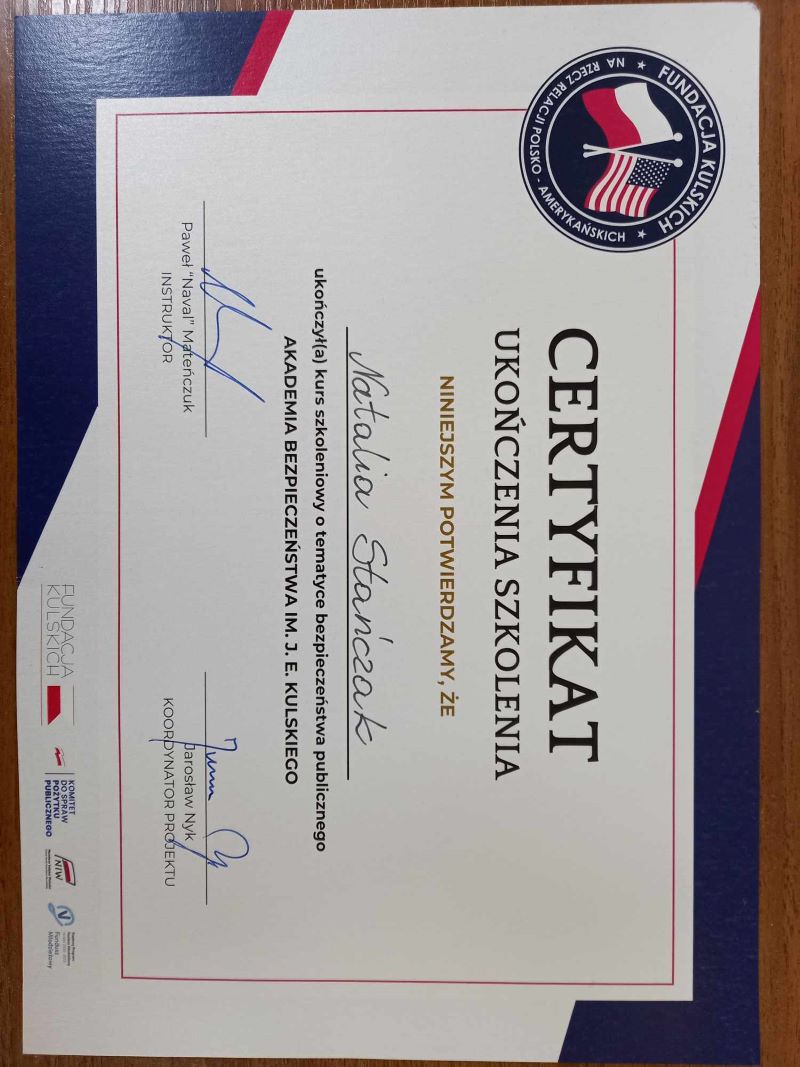 FUNDACJA KULSKICH
NA RZECZ RELACJI POLSKO - AMERYKAŃSKICH
CERTYFIKAT
UKOŃCZENIA SZKOLENIA
NINIEJSZYM POTWIERDZAMY, ŻE
Natalia Stańczak
ukończył(a) kurs szkoleniowy o tematyce bezpieczeństwa publicznego
AKADEMIA BEZPIECZEŃSTWA IM. J. E. KULSKIEGO
Paweł "Naval" Mateńczuk
INSTRUKTOR
Jarosław Nyk
KOORDYNATOR PROJEKTU
FUNDACJA
KULSKICH
KOMITET
DO SPRAW
POŻYTKU
PUBLICZNEGO
NIW
Fundusz
Młodzieżowy